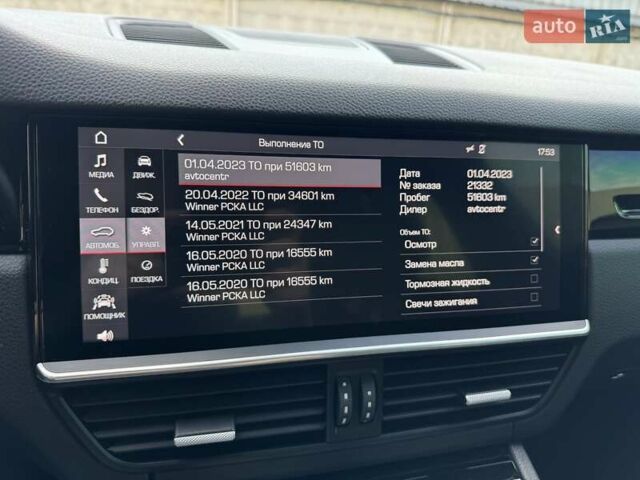 auto RIA
Выполнение ТО
17:53
МЕДИА
ДВИЖ.
ТЕЛЕФОН
БЕЗДОР.
АВТОМОБ.
УПРАВЛ.
КОНДИЦ.
ПОЕЗДКА
ПОМОЩНИК
01.04.2023 ТО при 51603 km
avtocentr
20.04.2022 ТО при 34601 km
Winner PCKA LLC
14.05.2021 ТО при 24347 km
Winner PCKA LLC
16.05.2020 ТО при 16555 km
Winner PCKA LLC
16.05.2020 ТО при 16555 km
Winner PCKA LLC
Дата 01.04.2023
№ заказа 21332
Пробег 51603 km
Дилер avtocentr
Объем ТО:
Осмотр
Замена масла
Тормозная жидкость
Свечи зажигания